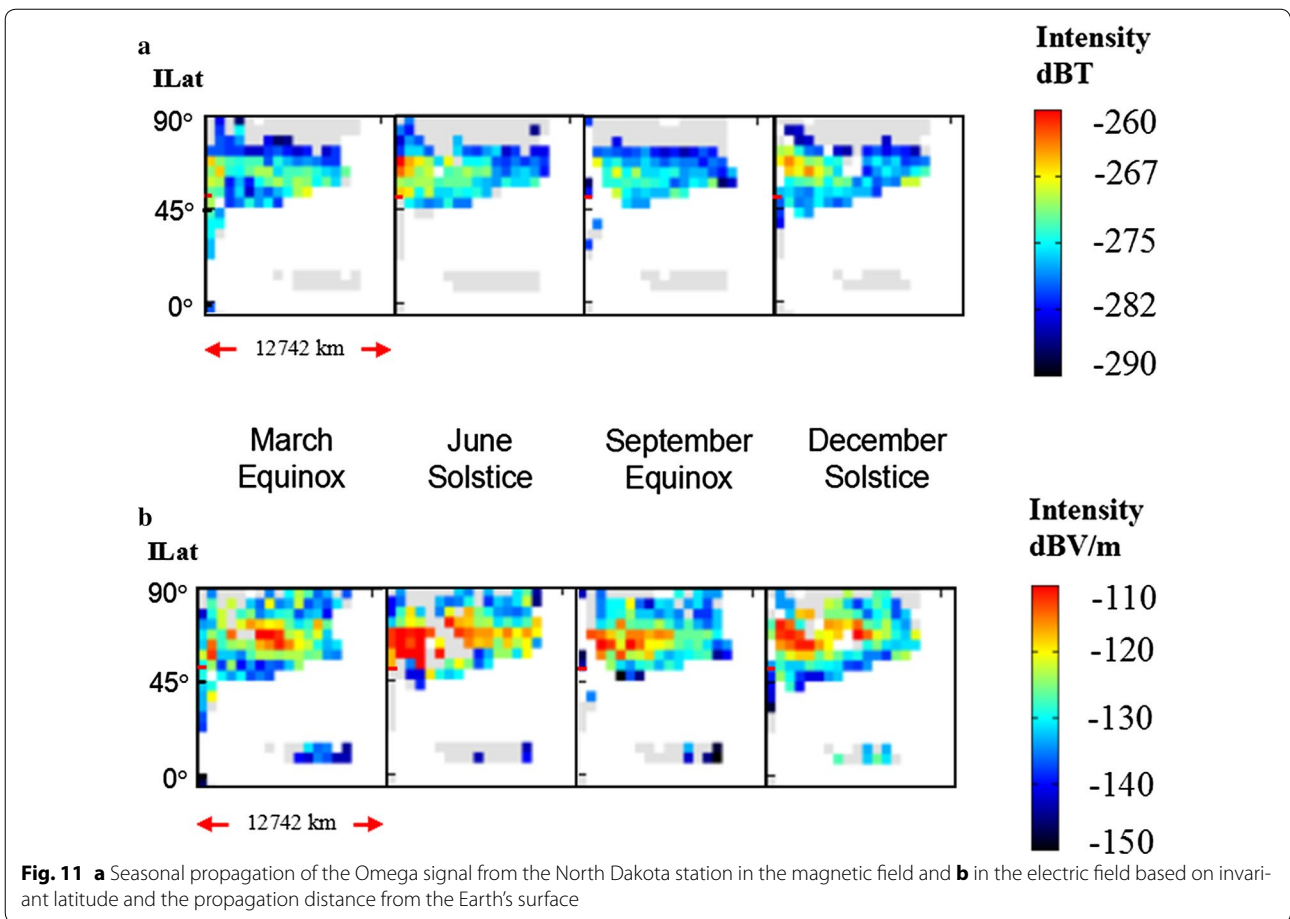 a
ILat
90°
45°
0°
12742 km
Intensity
dBT
-260
-267
-275
-282
-290
March
Equinox
June
Solstice
September
Equinox
December
Solstice
b
ILat
90°
45°
0°
12742 km
Intensity
dBV/m
-110
-120
-130
-140
-150
Fig. 11 a Seasonal propagation of the Omega signal from the North Dakota station in the magnetic field and b in the electric field based on invari-
ant latitude and the propagation distance from the Earth's surface